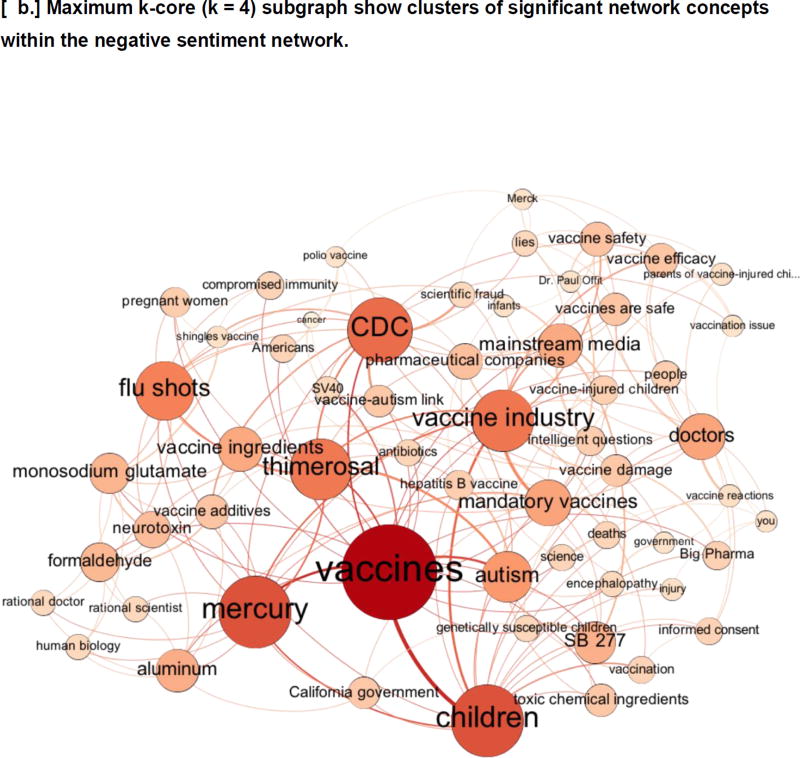 [  b.] Maximum k-core (k = 4) subgraph show clusters of significant network concepts
within the negative sentiment network.
Merck
lies
vaccine safety
polio vaccine
vaccine efficacy
parents of vaccine-injured chi...
Dr. Paul Offit
compromised immunity
scientific fraud
pregnant women
infants
vaccines are safe
cancer
CDC
vaccination issue
shingles vaccine
Americans
mainstream media
pharmaceutical companies
people
flu shots
SV40
vaccine-autism link
vaccine-injured children
vaccine industry
doctors
intelligent questions
vaccine ingredients
antibiotics
thimerosal
monosodium glutamate
vaccine damage
hepatitis B vaccine
vaccine reactions
mandatory vaccines
vaccine additives
you
neurotoxin
deaths
government
Big Pharma
science
formaldehyde
vaccines
autism
encephalopathy
injury
rational doctor
rational scientist
mercury
genetically susceptible children
informed consent
SB 277
human biology
aluminum
vaccination
California government
toxic chemical ingredients
children